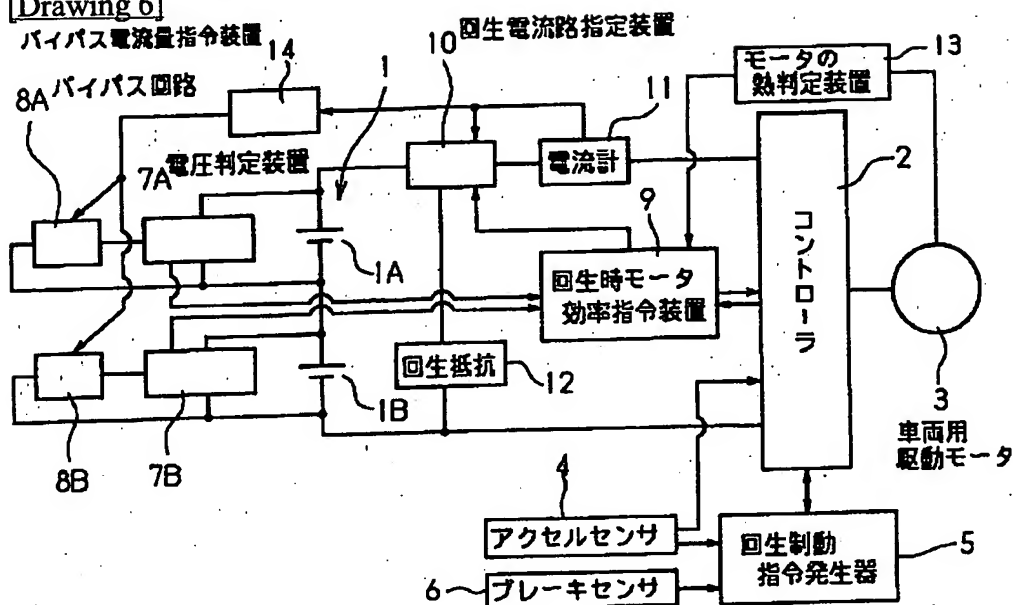 [Drawing 6]
バイパス電流量指令装置
14
10
回生電流路指定装置
13
モータの
熱判定装置
8A
バイパス回路
1
11
電流計
2
7A
電圧判定装置
9
コントローラ
1A
回生時モータ
効率指令装置
回生抵抗
12
3
車両用
駆動モータ
1B
8B
7B
4
アクセルセンサ
回生制動
指令発生器
5
6
ブレーキセンサ